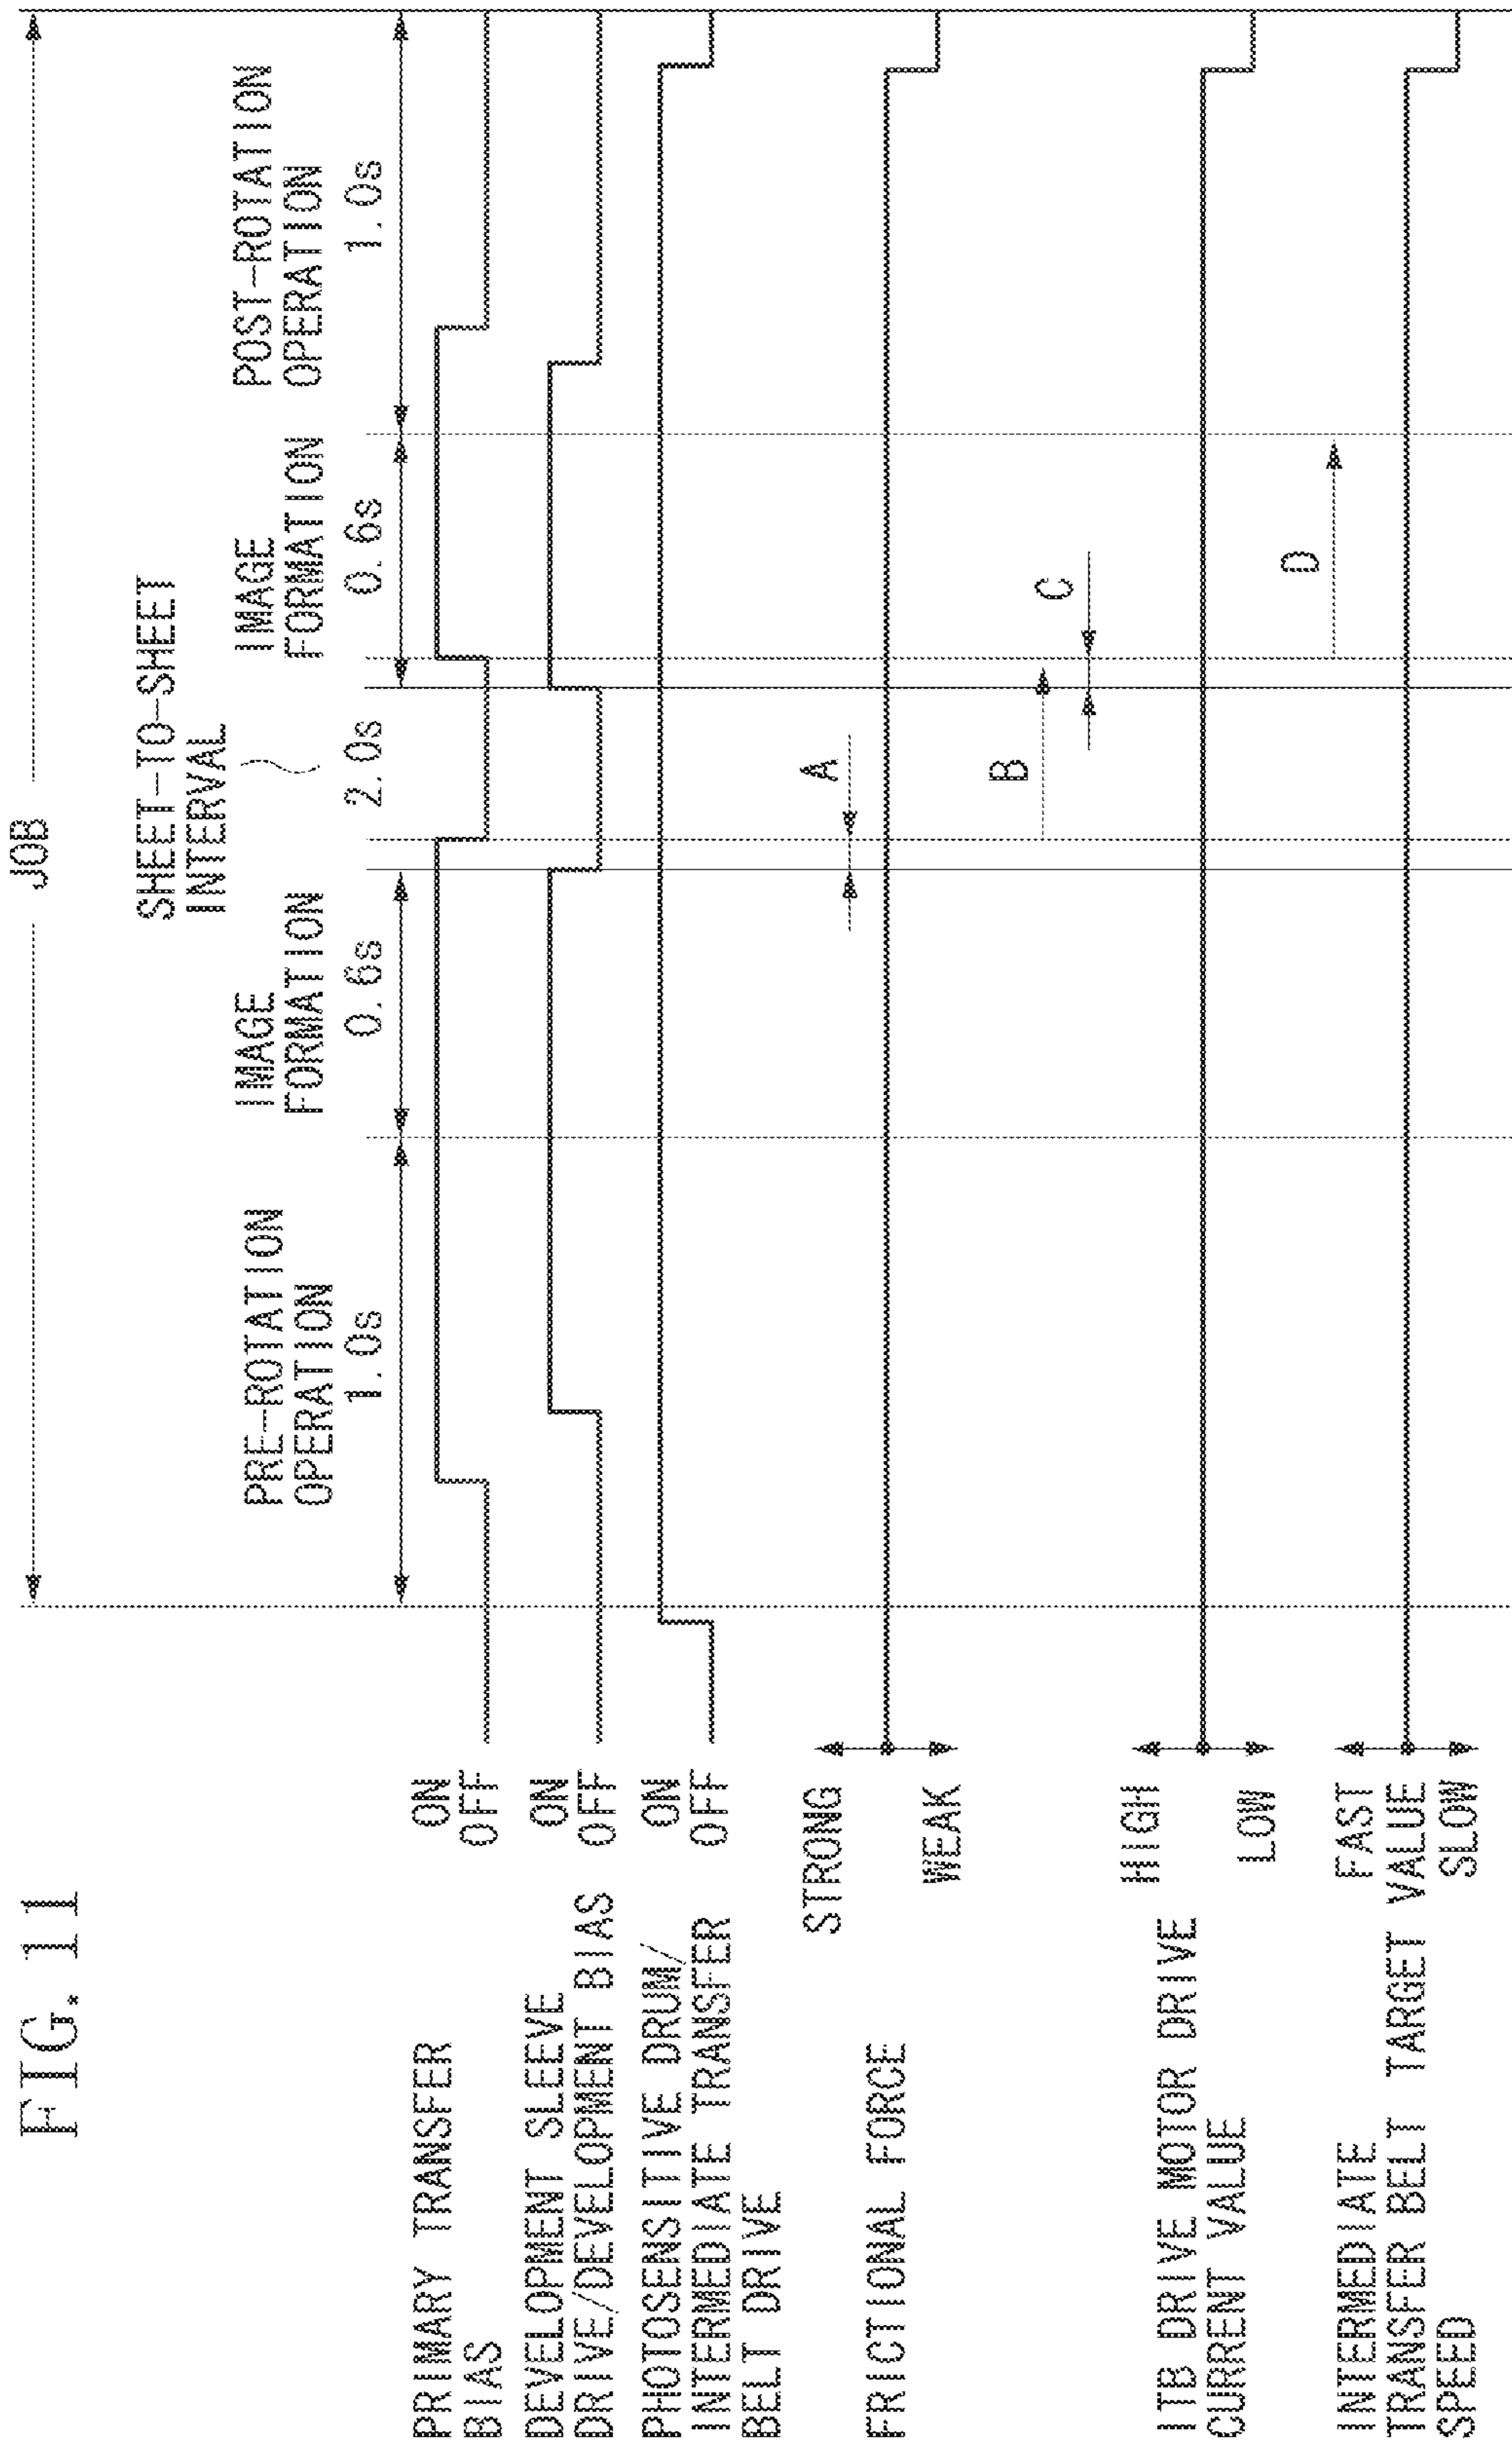 FIG. 11
JOB
SHEET-TO-SHEET
INTERVAL
PRE-ROTATION
OPERATION
1.0s
IMAGE
FORMATION
0.6s
2.0s
IMAGE
FORMATION
0.6s
POST-ROTATION
OPERATION
1.0s
PRIMARY TRANSFER
BIAS
ON
OFF
DEVELOPMENT SLEEVE
DRIVE/DEVELOPMENT BIAS
ON
OFF
PHOTOSENSITIVE DRUM/
INTERMEDIATE TRANSFER
BELT DRIVE
ON
OFF
STRONG
FRICTIONAL FORCE
WEAK
A
B
C
HIGH
ITB DRIVE MOTOR DRIVE
CURRENT VALUE
LOW
D
INTERMEDIATE
TRANSFER BELT TARGET VALUE
SPEED
FAST
SLOW